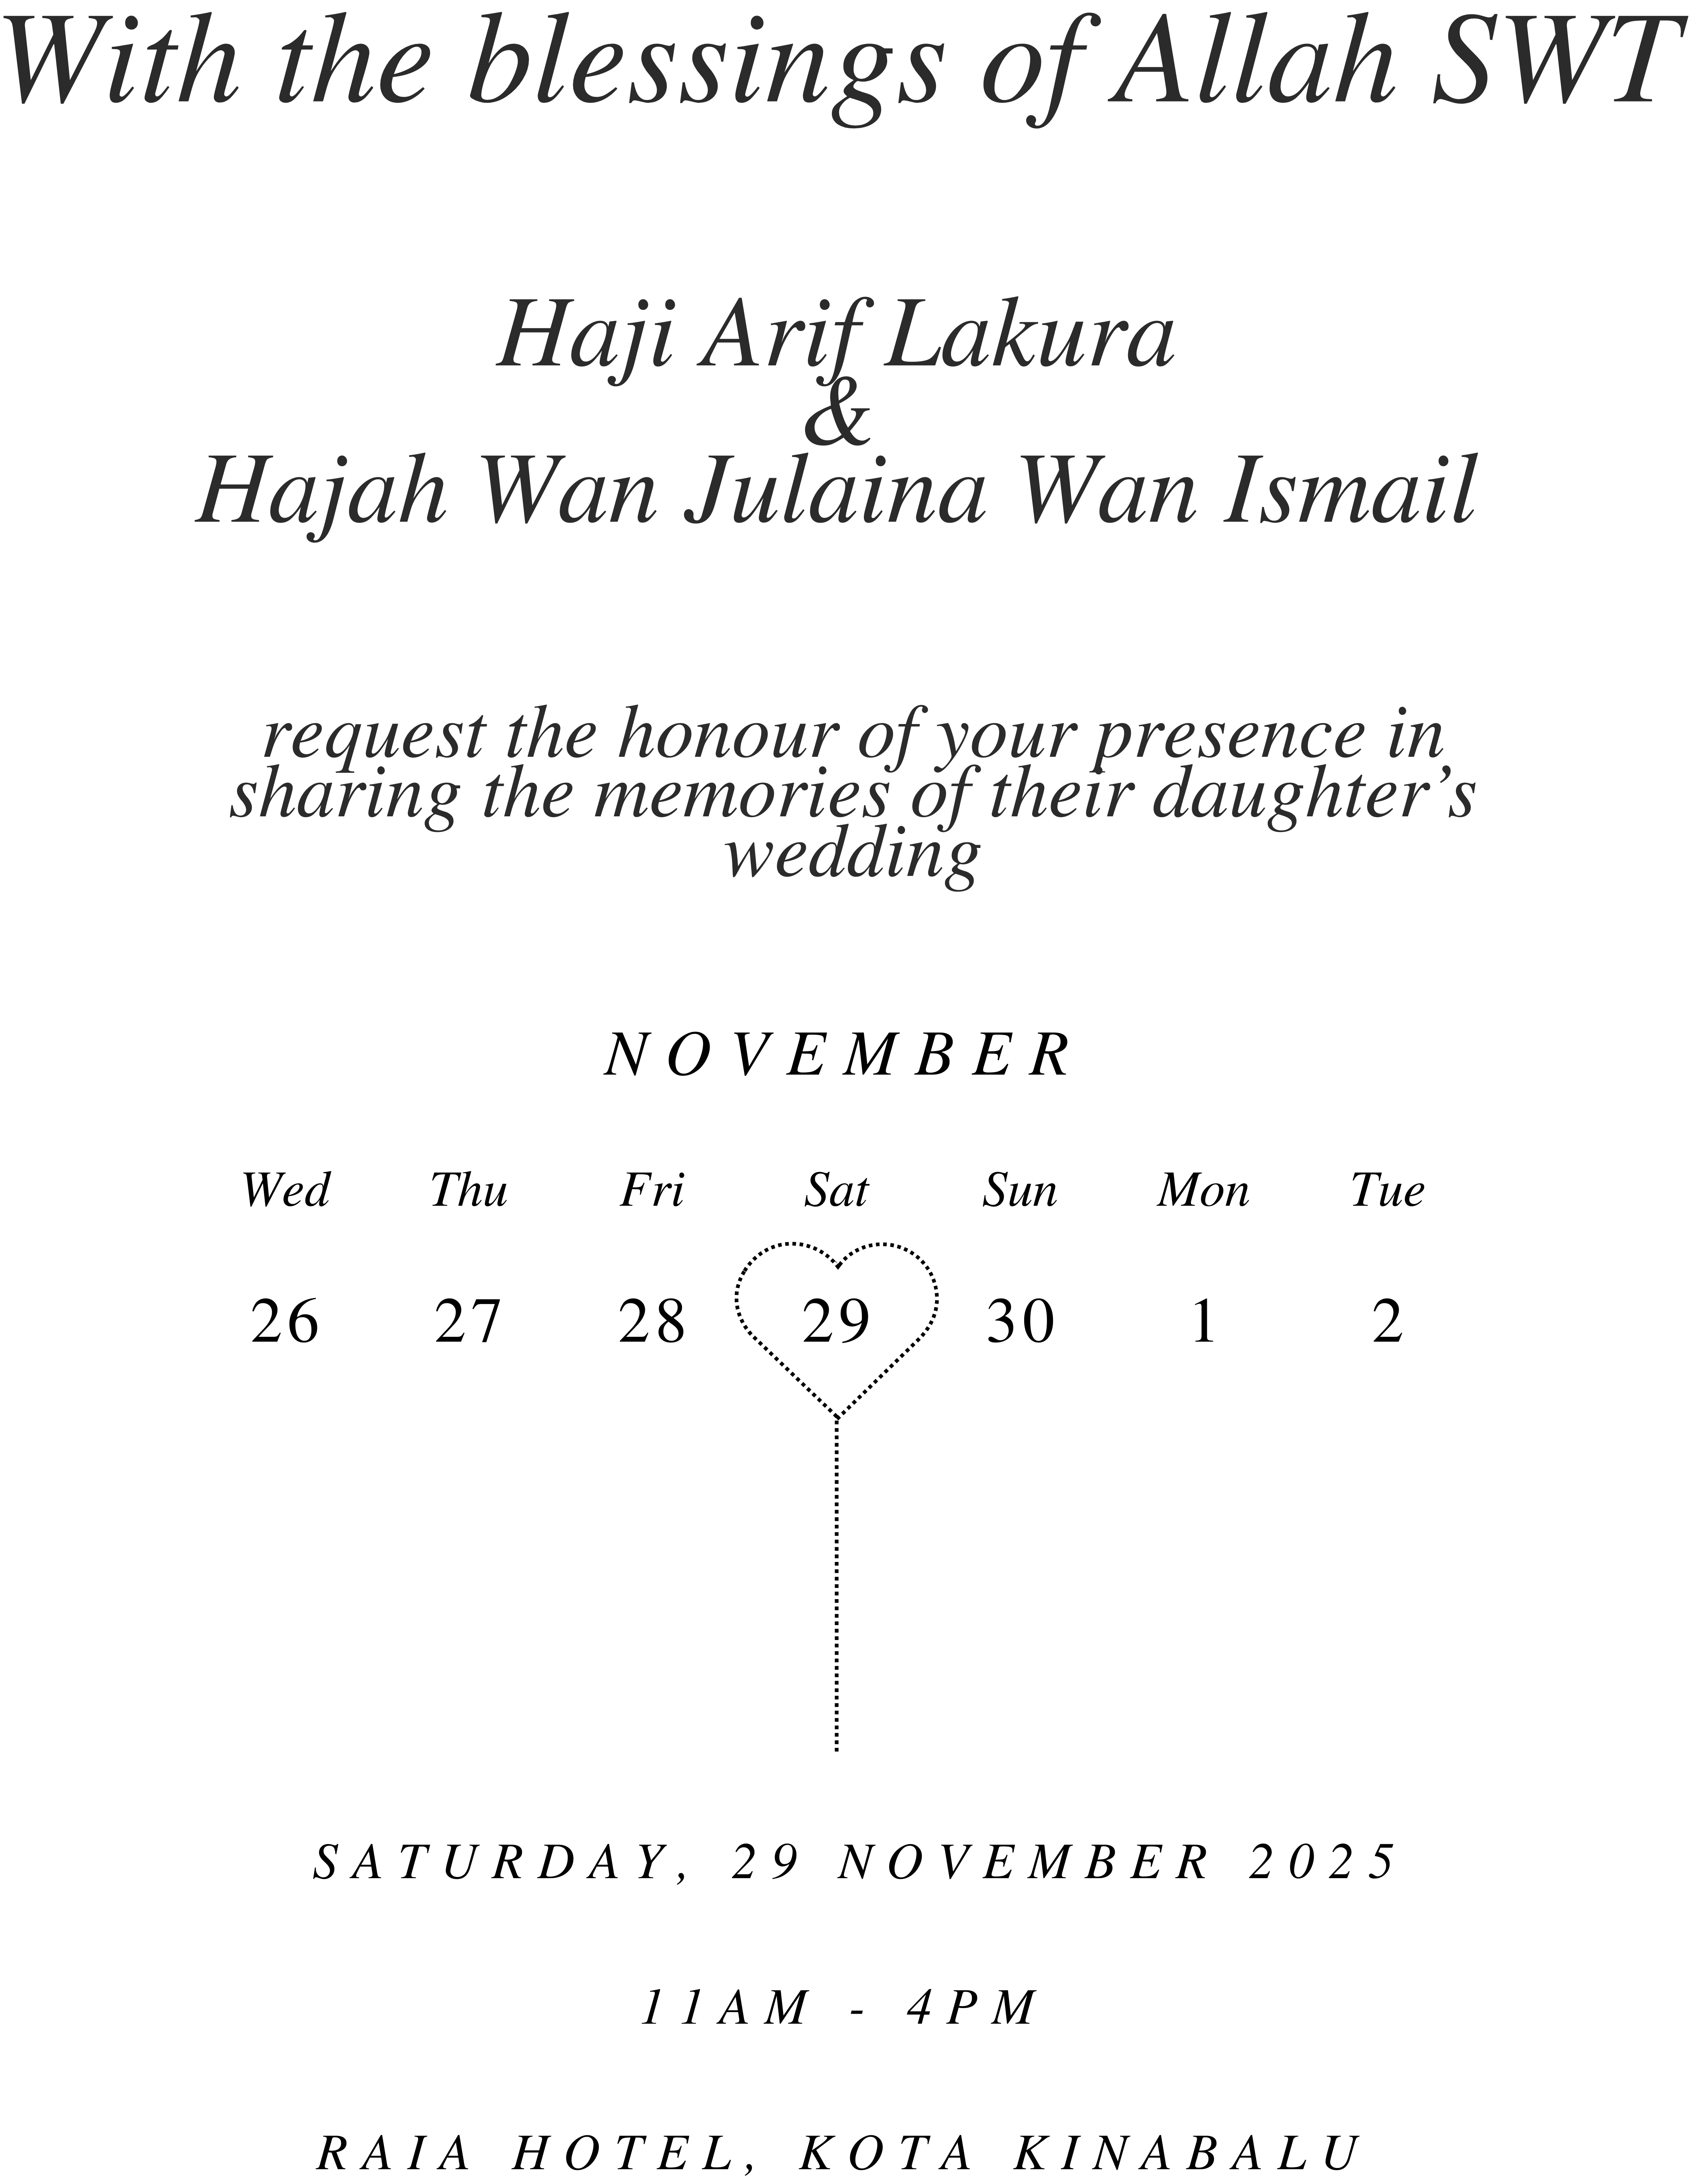 With the blessings of Allah SWT
Haji Arif Lakura
&
Hajah Wan Julaina Wan Ismail
request the honour of your presence in
sharing the memories of their daughter’s
wedding
NOVEMBER
Wed Thu Fri Sat Sun Mon Tue
26 27 28 29 30 1 2
SATURDAY, 29 NOVEMBER 2025
11AM - 4PM
RAIA HOTEL, KOTA KINABALU